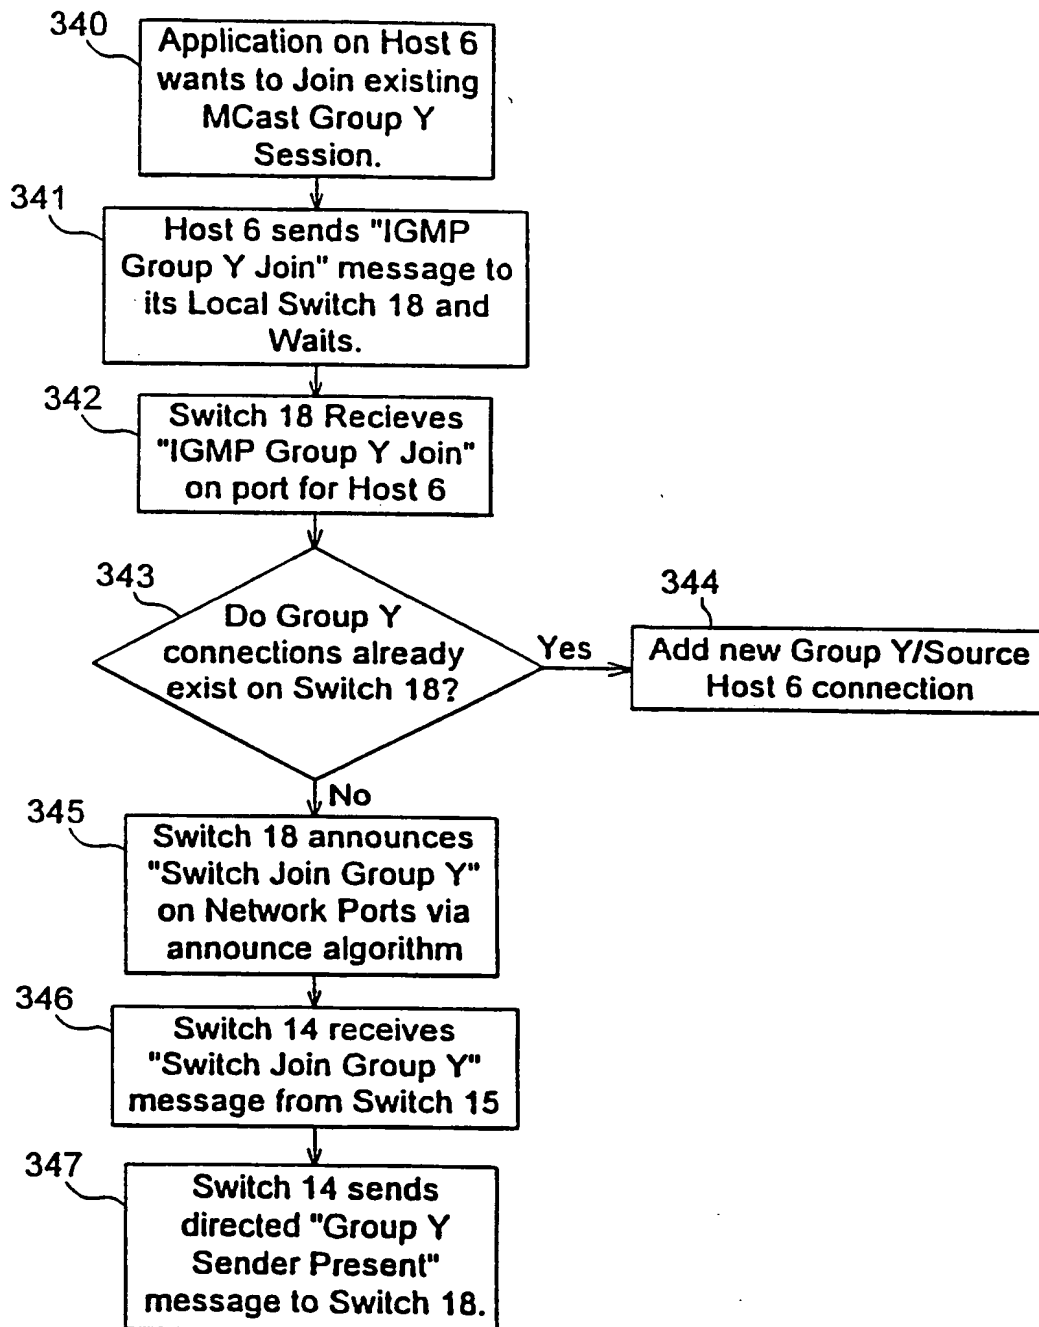 340
Application on Host 6
wants to Join existing
MCast Group Y
Session.
341
Host 6 sends "IGMP
Group Y Join" message to
its Local Switch 18 and
Waits.
342
Switch 18 Recieves
"IGMP Group Y Join"
on port for Host 6
343
Do Group Y
connections already
exist on Switch 18?
Yes
344
Add new Group Y/Source
Host 6 connection
No
345
Switch 18 announces
"Switch Join Group Y"
on Network Ports via
announce algorithm
346
Switch 14 receives
"Switch Join Group Y"
message from Switch 15
347
Switch 14 sends
directed "Group Y
Sender Present"
message to Switch 18.